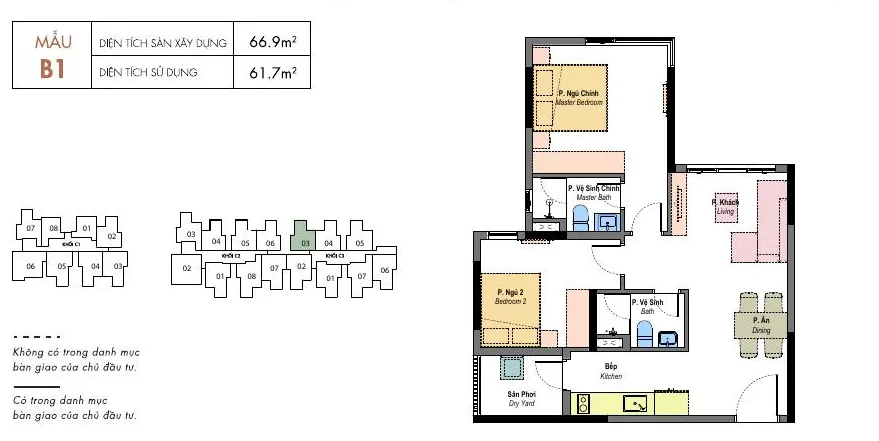 MẪU
B1
DIỆN TÍCH SÀN XÂY DỰNG 66.9m²
DIỆN TÍCH SỬ DỤNG 61.7m²
P. Ngủ Chính
Master Bedroom
P. Vệ Sinh Chính
Master Bath
P. Khách
Living
P. Ngủ 2
Bedroom 2
P. Vệ Sinh
Bath
P. Ăn
Dining
Bếp
Kitchen
Sân Phơi
Dry Yard
07 08 01 02
KHỐI C1
06 05 04 03
03 04 05 06 03 04 05
KHỐI C2 KHỐI C3
02 01 08 07 02 01 07 06
Không có trong danh mục
bàn giao của chủ đầu tư.
Có trong danh mục
bàn giao của chủ đầu tư.